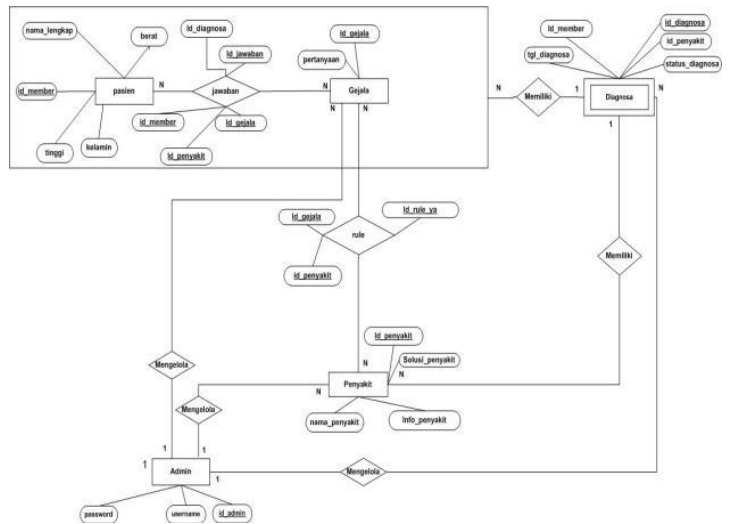 berat
Id_diagnosa
nama_lengkap
Id_jawaban
id_gejala
pertanyaan
Id_member
id_diagnosa
id_penyakit
tgl_diagnosa
status_diagnosa
id_member
pasien
N
jawaban
N
Gejala
N
Memiliki
1
Diagnosa
N
N
N
1
id_member
Id_gejala
Id_penyakit
tinggi
kelamin
Id_gejala
Id_rule_ya
rule
id_penyakit
Memiliki
Id_penyakit
Solusi_penyakit
Mengelola
N
N
Penyakit
N
Mengelola
nama_penyakit
Info_penyakit
1
1
1
Admin
1
Mengelola
password
username
id_admin